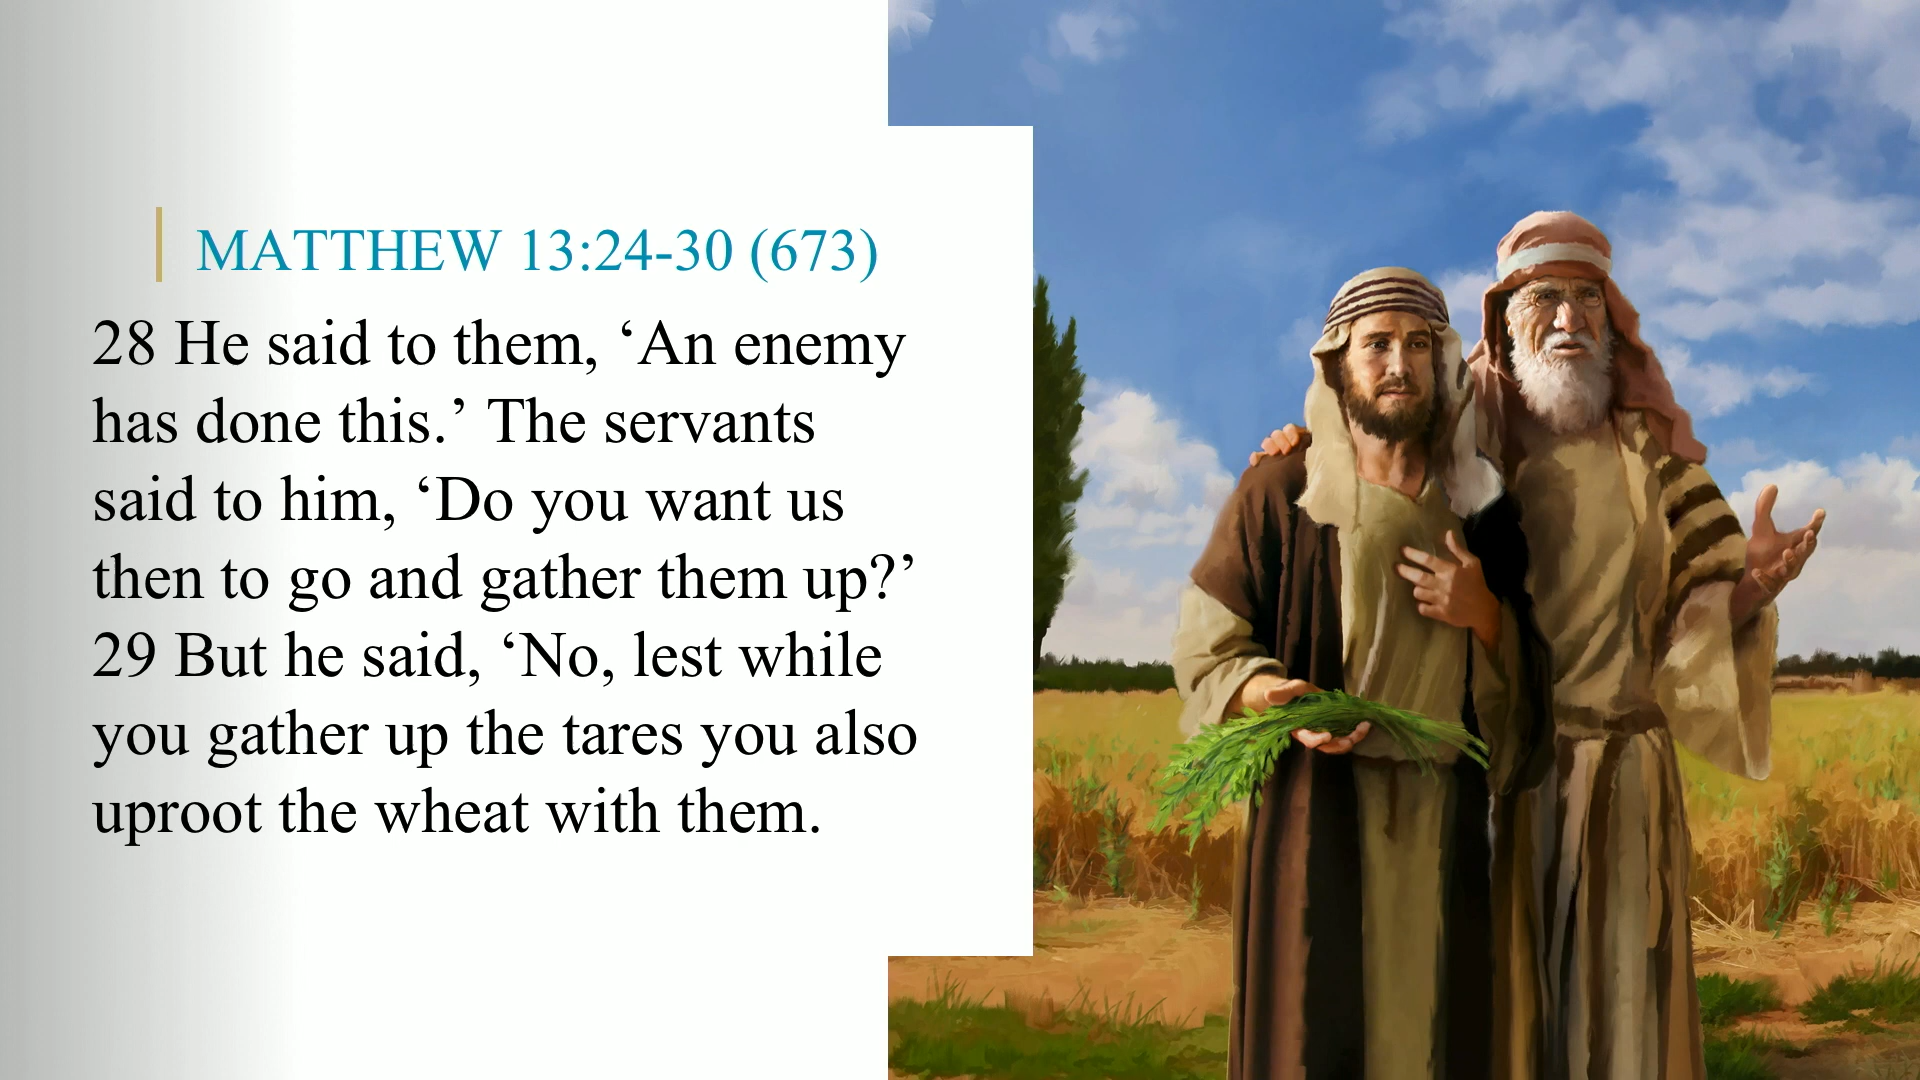 MATTHEW 13:24-30 (673)
28 He said to them, ‘An enemy
has done this.’ The servants
said to him, ‘Do you want us
then to go and gather them up?’
29 But he said, ‘No, lest while
you gather up the tares you also
uproot the wheat with them.